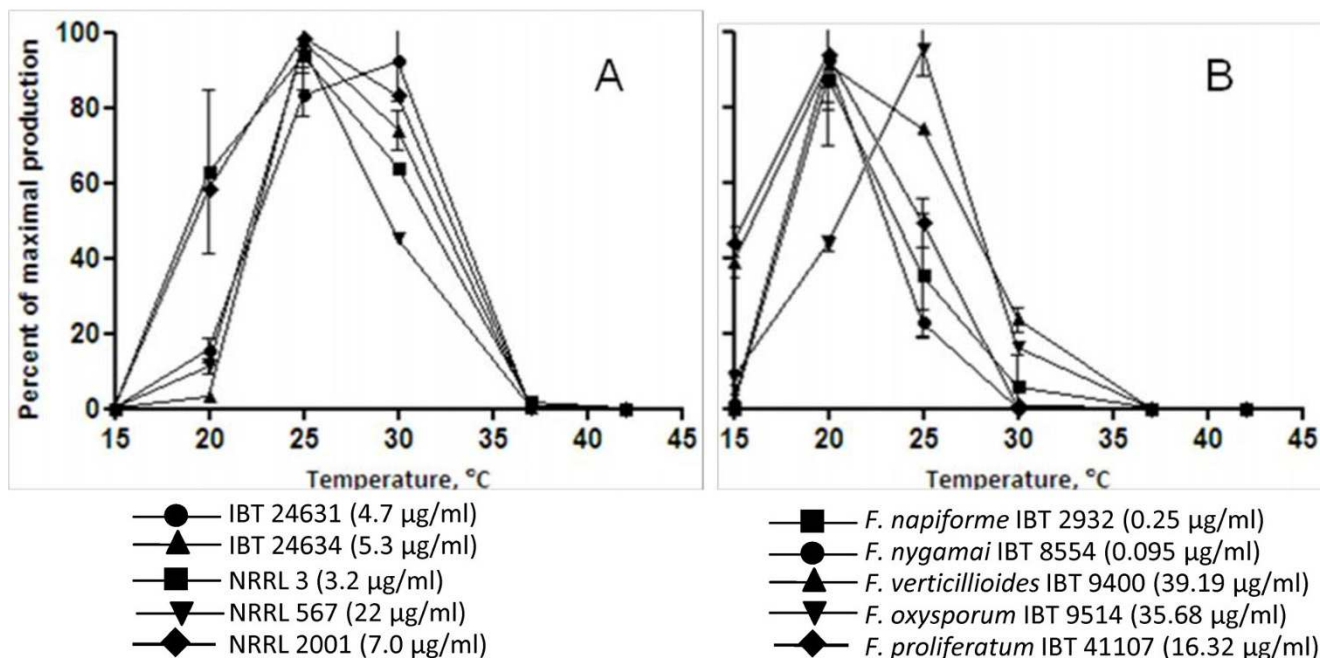 100
80
60
40
20
0
Percent of maximal production
A
15 20 25 30 35 40 45
Temperature, °C
B
15 20 25 30 35 40 45
Temperature, °C
IBT 24631 (4.7 µg/ml)
IBT 24634 (5.3 µg/ml)
NRRL 3 (3.2 µg/ml)
NRRL 567 (22 µg/ml)
NRRL 2001 (7.0 µg/ml)
F. napiforme IBT 2932 (0.25 µg/ml)
F. nygamai IBT 8554 (0.095 µg/ml)
F. verticillioides IBT 9400 (39.19 µg/ml)
F. oxysporum IBT 9514 (35.68 µg/ml)
F. proliferatum IBT 41107 (16.32 µg/ml)